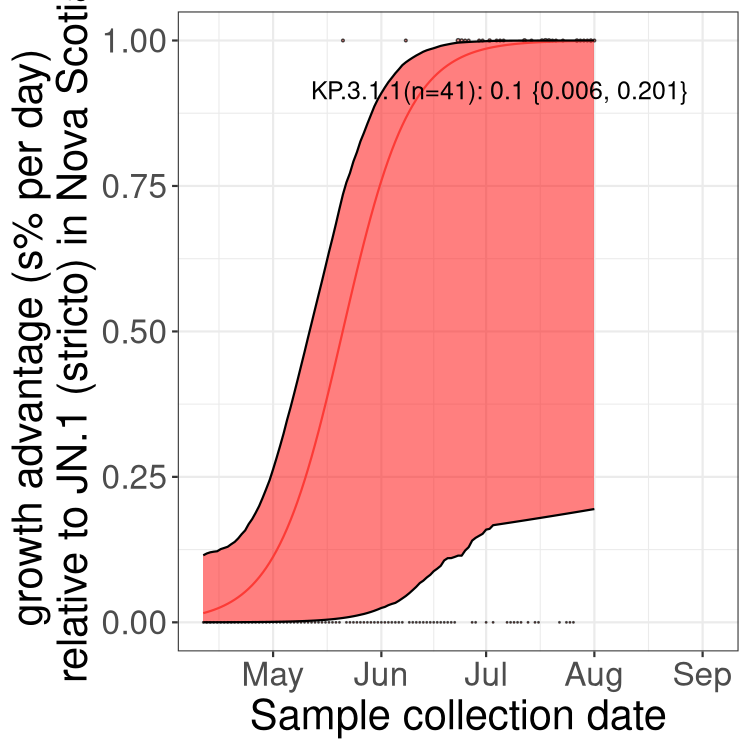 growth advantage (s% per day)
relative to JN.1 (stricto) in Nova Scotia
1.00
0.75
0.50
0.25
0.00
KP.3.1.1(n=41): 0.1 {0.006, 0.201}
May Jun Jul Aug Sep
Sample collection date